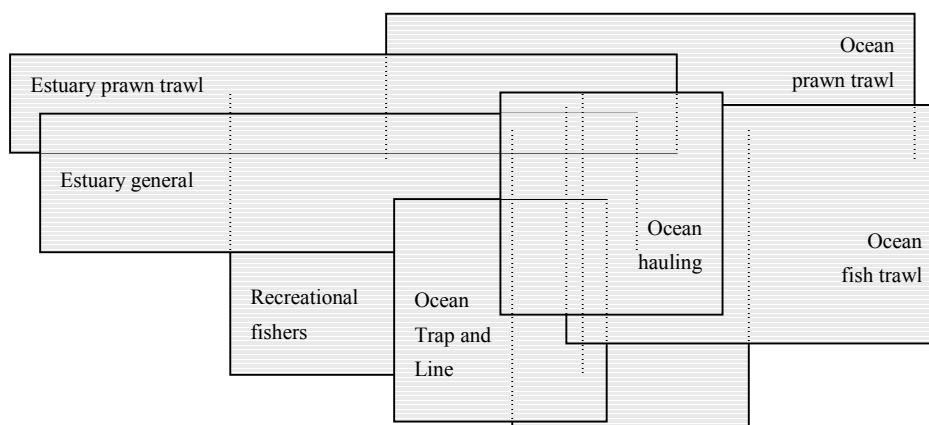 Ocean
prawn trawl
Estuary prawn trawl
Estuary general
Ocean
hauling
Ocean
fish trawl
Recreational
fishers
Ocean
Trap and
Line